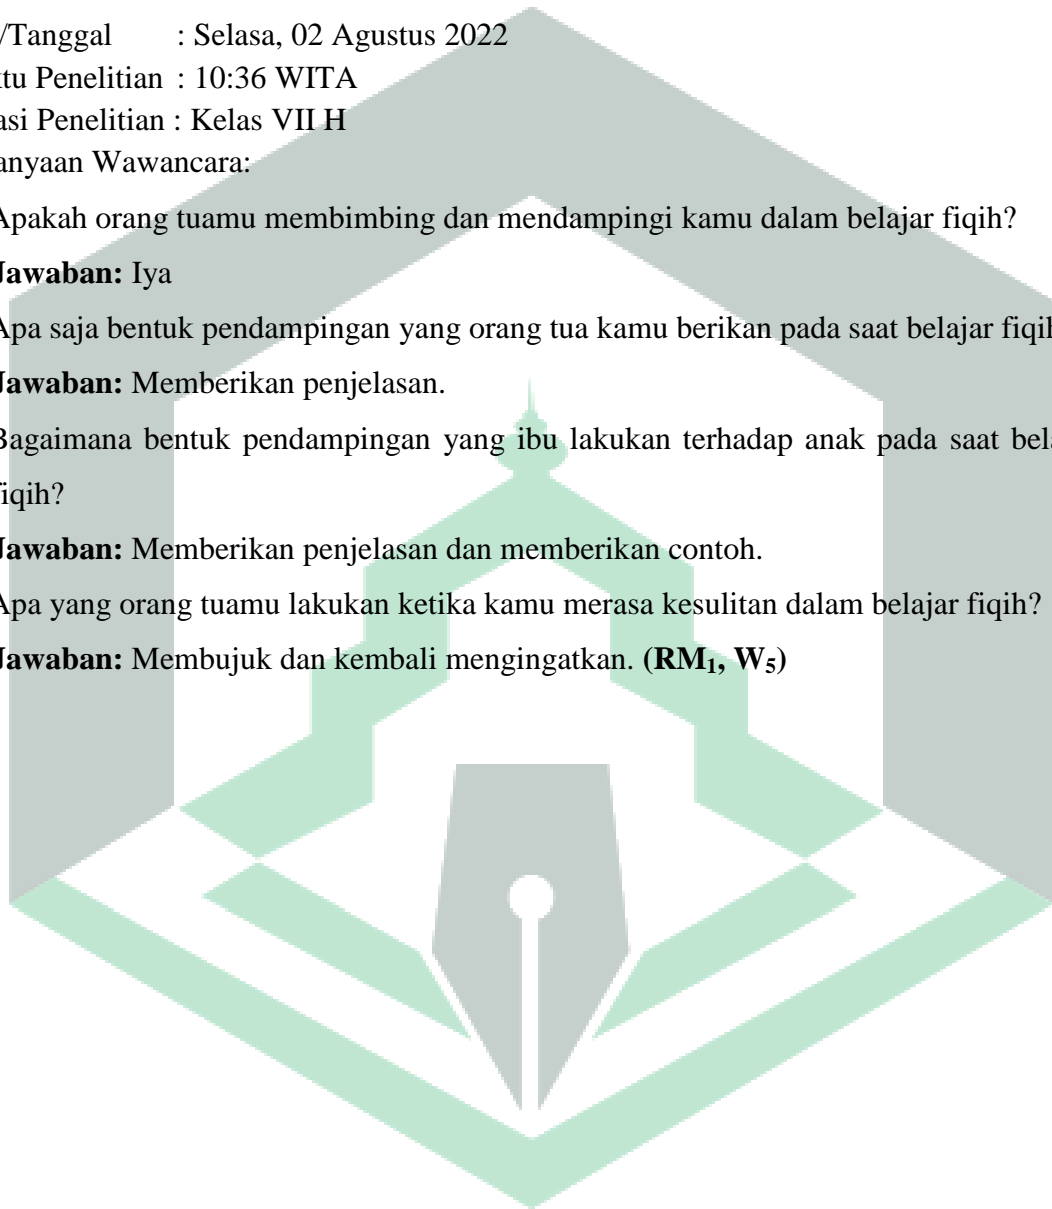 /Tanggal : Selasa, 02 Agustus 2022
tu Penelitian : 10:36 WITA
asi Penelitian : Kelas VII H
anyaan Wawancara:
Apakah orang tuamu membimbing dan mendampingi kamu dalam belajar fiqih?
Jawaban: Iya
Apa saja bentuk pendampingan yang orang tua kamu berikan pada saat belajar fiqih
Jawaban: Memberikan penjelasan.
Bagaimana bentuk pendampingan yang ibu lakukan terhadap anak pada saat bela
fiqih?
Jawaban: Memberikan penjelasan dan memberikan contoh.
Apa yang orang tuamu lakukan ketika kamu merasa kesulitan dalam belajar fiqih?
Jawaban: Membujuk dan kembali mengingatkan. (RM₁, W₅)